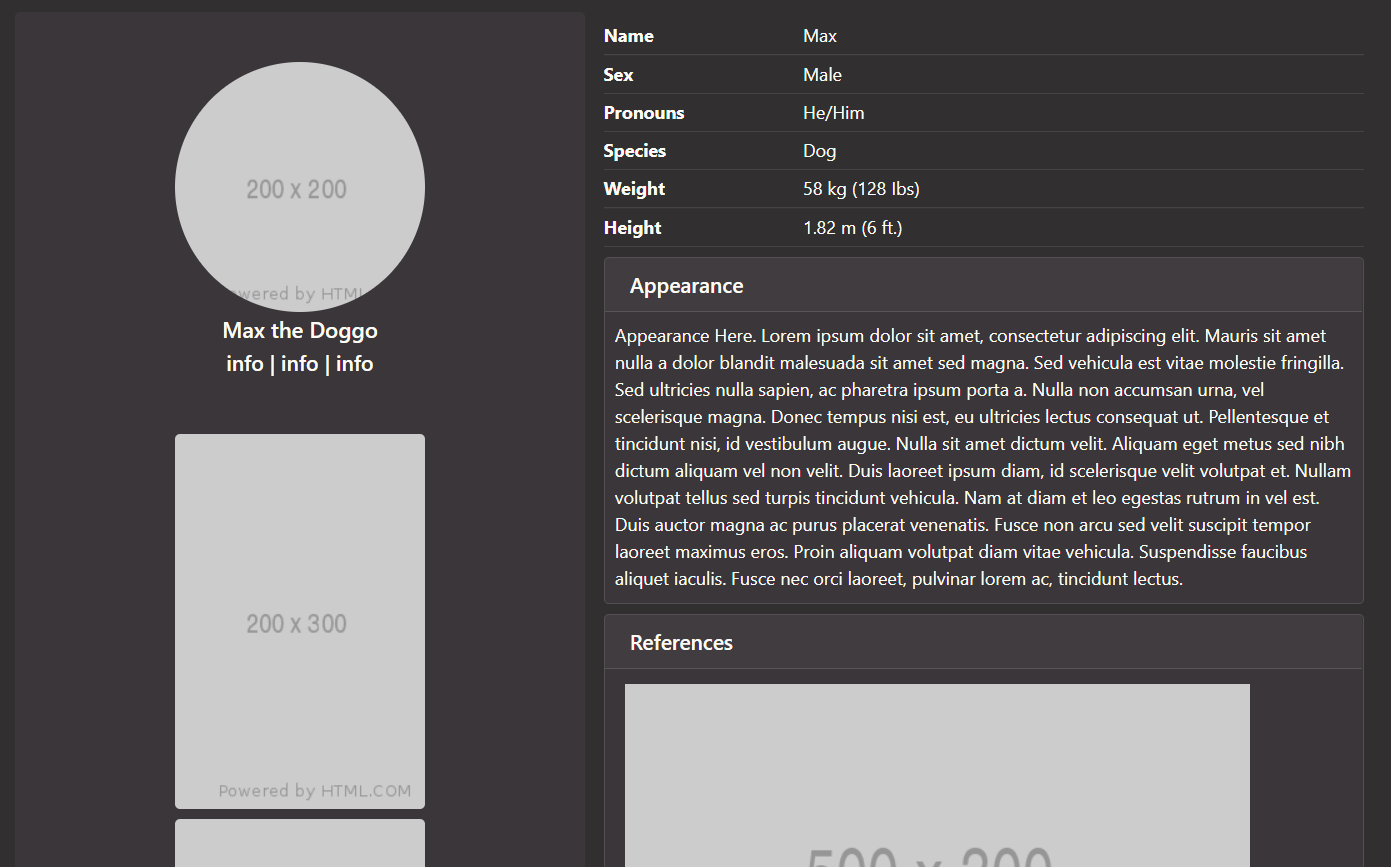 200 x 200
wered by HTML
Max the Doggo
info | info | info
200 x 300
Powered by HTML.COM
Name Max
Sex Male
Pronouns He/Him
Species Dog
Weight 58 kg (128 lbs)
Height 1.82 m (6 ft.)
Appearance
Appearance Here. Lorem ipsum dolor sit amet, consectetur adipiscing elit. Mauris sit amet
nulla a dolor blandit malesuada sit amet sed magna. Sed vehicula est vitae molestie fringilla.
Sed ultricies nulla sapien, ac pharetra ipsum porta a. Nulla non accumsan urna, vel
scelerisque magna. Donec tempus nisi est, eu ultricies lectus consequat ut. Pellentesque et
tincidunt nisi, id vestibulum augue. Nulla sit amet dictum velit. Aliquam eget metus sed nibh
dictum aliquam vel non velit. Duis laoreet ipsum diam, id scelerisque velit volutpat et. Nullam
volutpat tellus sed turpis tincidunt vehicula. Nam at diam et leo egestas rutrum in vel est.
Duis auctor magna ac purus placerat venenatis. Fusce non arcu sed velit suscipit tempor
laoreet maximus eros. Proin aliquam volutpat diam vitae vehicula. Suspendisse faucibus
aliquet iaculis. Fusce nec orci laoreet, pulvinar lorem ac, tincidunt lectus.
References